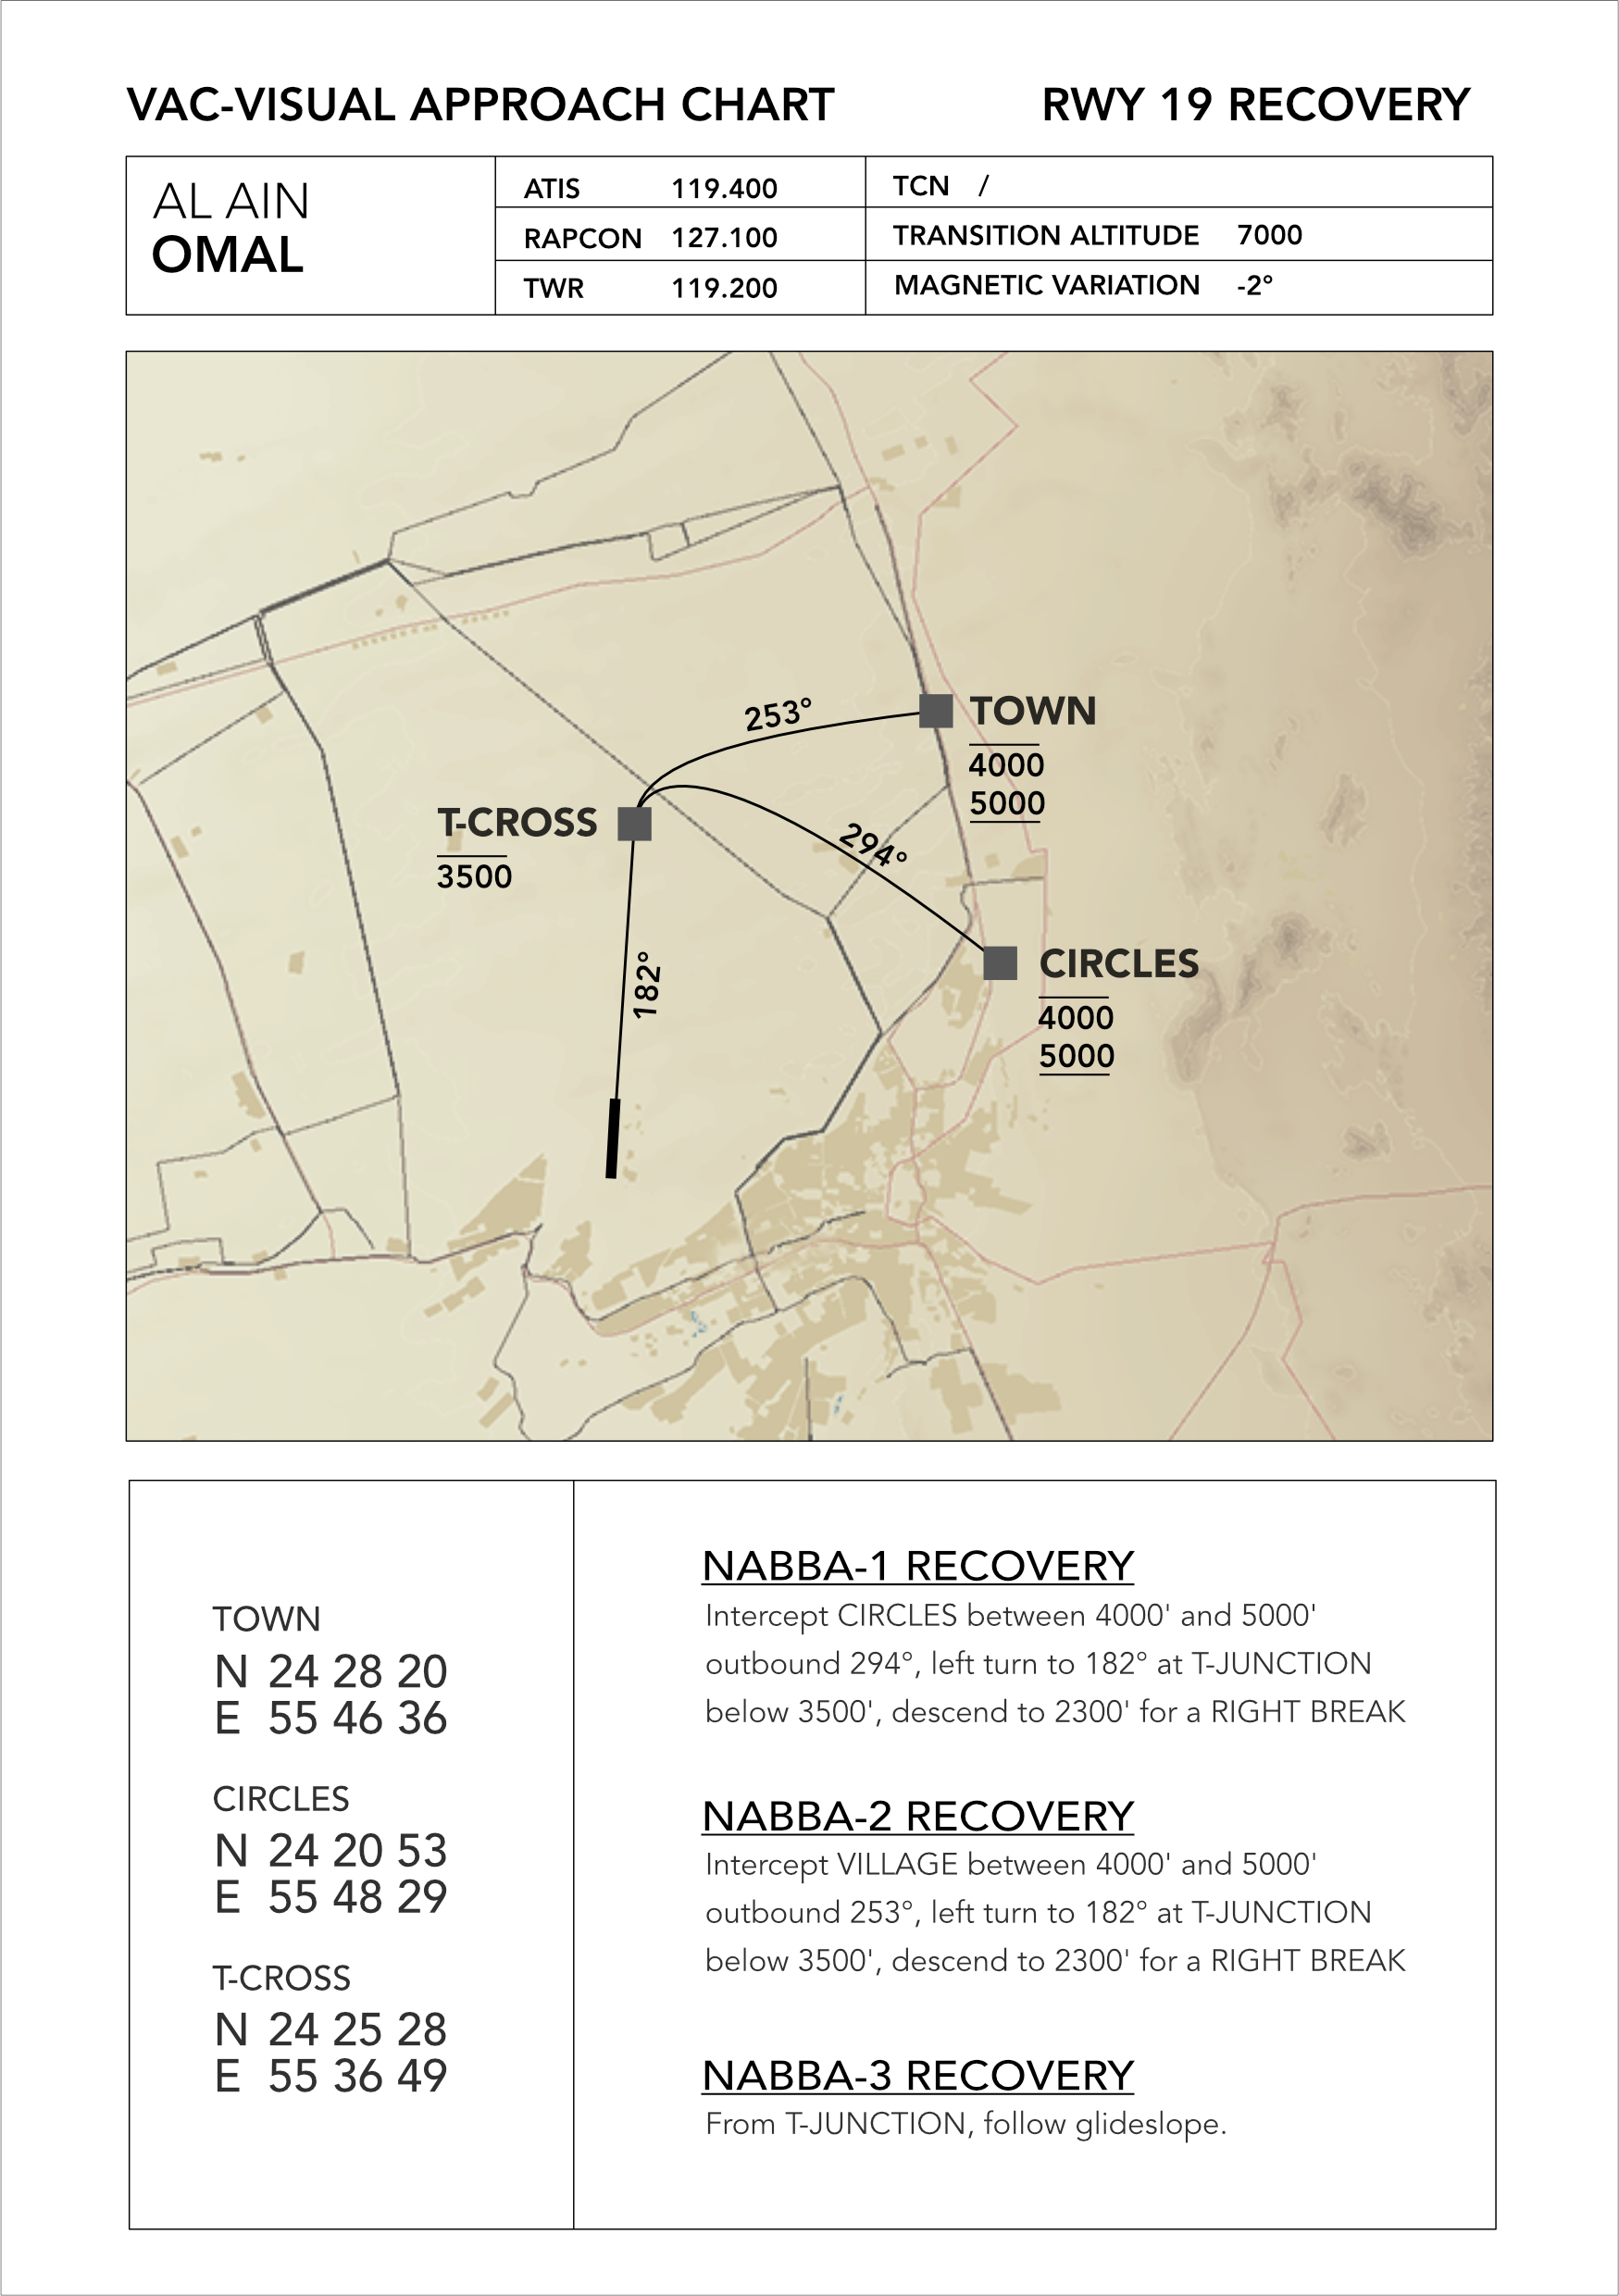 VAC-VISUAL APPROACH CHART
RWY 19 RECOVERY
AL AIN
OMAL
ATIS 119.400
RAPCON 127.100
TWR 119.200
TCN /
TRANSITION ALTITUDE 7000
MAGNETIC VARIATION -2°
253°
TOWN
4000
5000
T-CROSS
3500
294°
182°
CIRCLES
4000
5000
TOWN
N 24 28 20
E 55 46 36
CIRCLES
N 24 20 53
E 55 48 29
T-CROSS
N 24 25 28
E 55 36 49
NABBA-1 RECOVERY
Intercept CIRCLES between 4000' and 5000'
outbound 294°, left turn to 182° at T-JUNCTION
below 3500', descend to 2300' for a RIGHT BREAK
NABBA-2 RECOVERY
Intercept VILLAGE between 4000' and 5000'
outbound 253°, left turn to 182° at T-JUNCTION
below 3500', descend to 2300' for a RIGHT BREAK
NABBA-3 RECOVERY
From T-JUNCTION, follow glideslope.